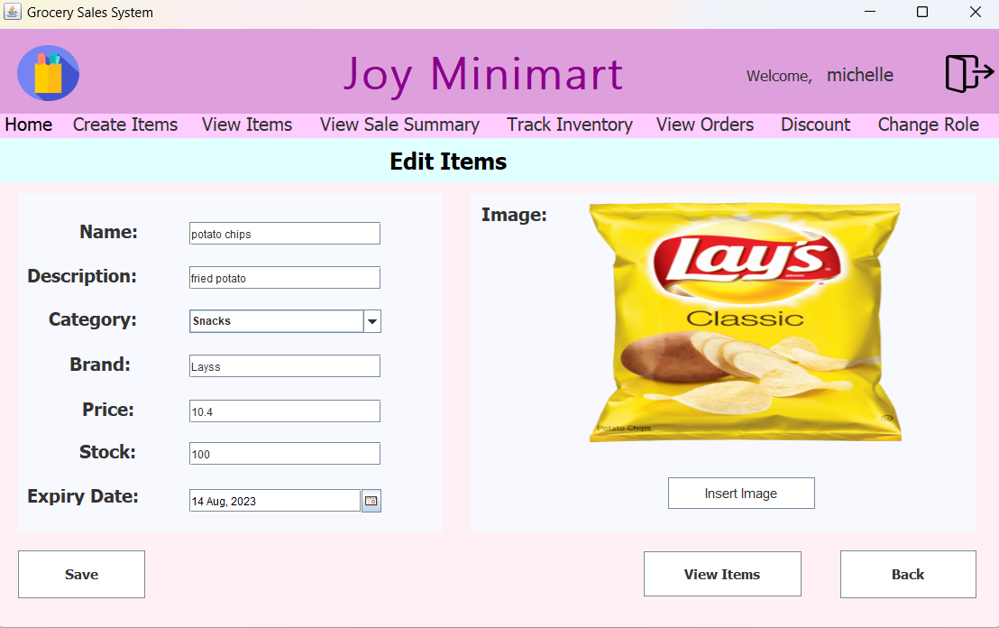 Grocery Sales System
Joy Minimart
Welcome, michelle
Home Create Items View Items View Sale Summary Track Inventory View Orders Discount Change Role
Edit Items
Name: potato chips
Description: fried potato
Category: Snacks
Brand: Layss
Price: 10.4
Stock: 100
Expiry Date: 14 Aug, 2023
Image:
Lay's
BRAND
Classic
Potato Chips
Insert Image
Save View Items Back